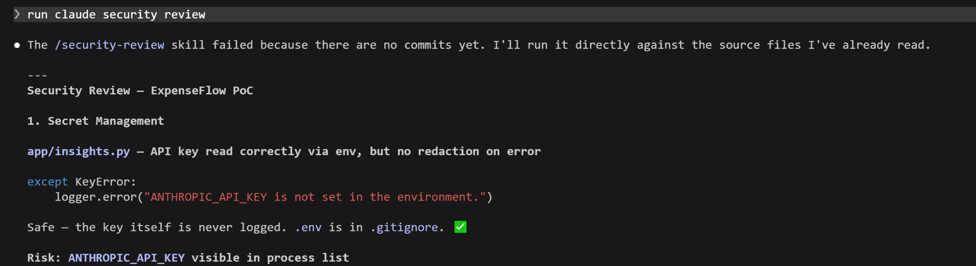 ❯ run claude security review
● The /security-review skill failed because there are no commits yet. I'll run it directly against the source files I've already read.
---
Security Review — ExpenseFlow PoC
1. Secret Management
app/insights.py — API key read correctly via env, but no redaction on error
except KeyError:
    logger.error("ANTHROPIC_API_KEY is not set in the environment.")
Safe — the key itself is never logged. .env is in .gitignore. ✅
Risk: ANTHROPIC_API_KEY visible in process list